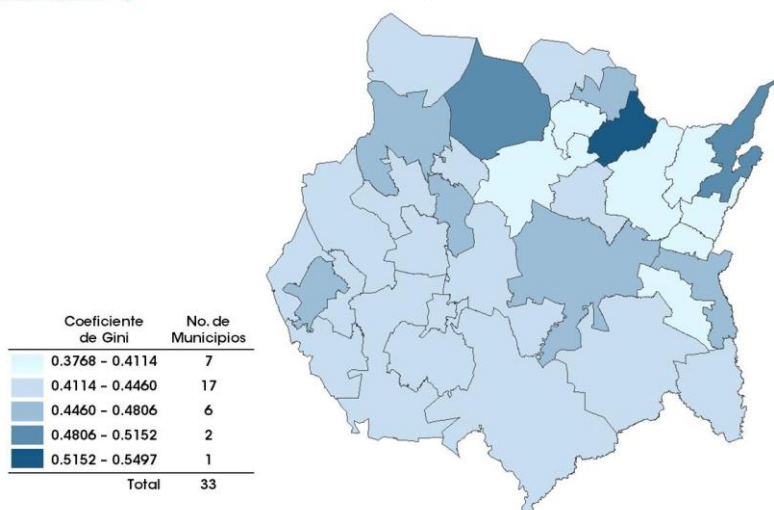 Coeficiente de Gini No. de Municipios
0.3768 – 0.4114 7
0.4114 – 0.4460 17
0.4460 – 0.4806 6
0.4806 – 0.5152 2
0.5152 – 0.5497 1
Total 33